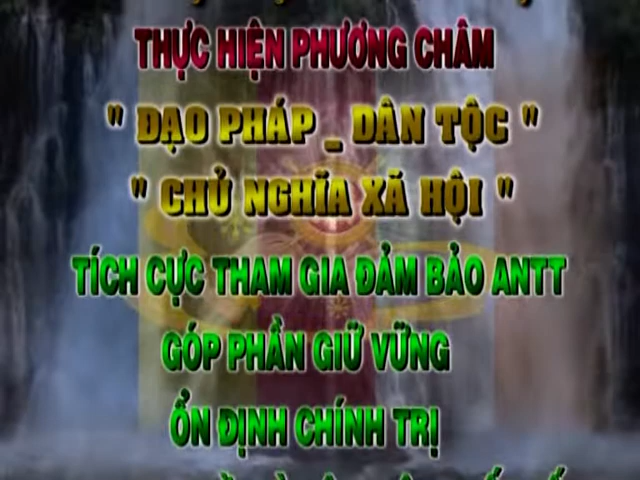 THỰC HIỆN PHƯƠNG CHÂM
" ĐẠO PHÁP _ DÂN TỘC "
" CHỦ NGHĨA XÃ HỘI "
TÍCH CỰC THAM GIA ĐẢM BẢO ANTT
GÓP PHẦN GIỮ VỮNG
ỔN ĐỊNH CHÍNH TRỊ